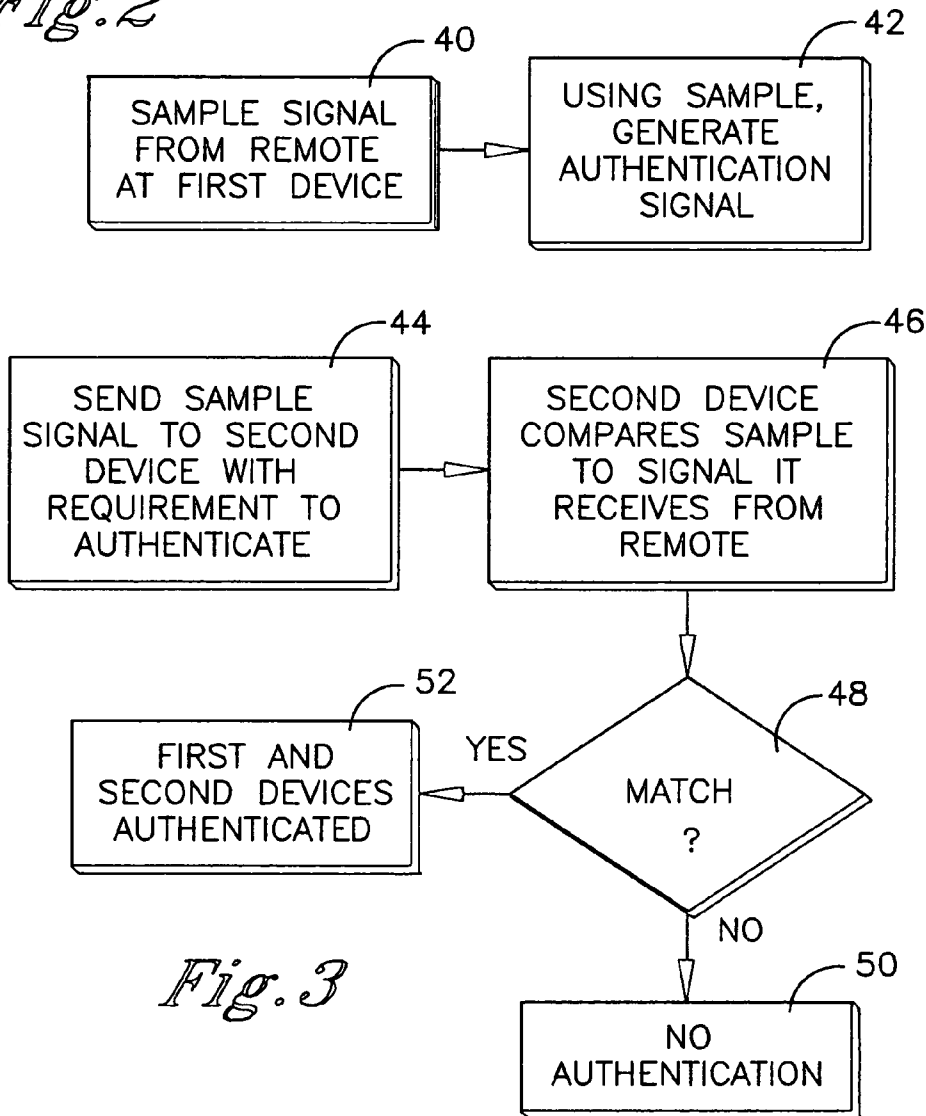 Fig. 2
40
SAMPLE SIGNAL
FROM REMOTE
AT FIRST DEVICE
42
USING SAMPLE,
GENERATE
AUTHENTICATION
SIGNAL
44
SEND SAMPLE
SIGNAL TO SECOND
DEVICE WITH
REQUIREMENT TO
AUTHENTICATE
46
SECOND DEVICE
COMPARES SAMPLE
TO SIGNAL IT
RECEIVES FROM
REMOTE
48
MATCH
?
YES
52
FIRST AND
SECOND DEVICES
AUTHENTICATED
NO
50
NO
AUTHENTICATION
Fig. 3